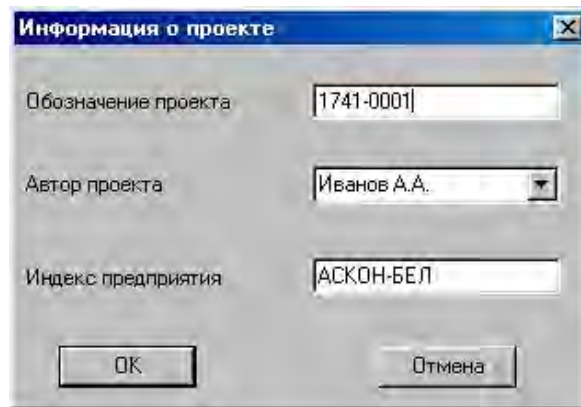 Информация о проекте
Обозначение проекта 1741-0001
Автор проекта Иванов А.А.
Индекс предприятия АСКОН-БЕЛ
OK Отмена